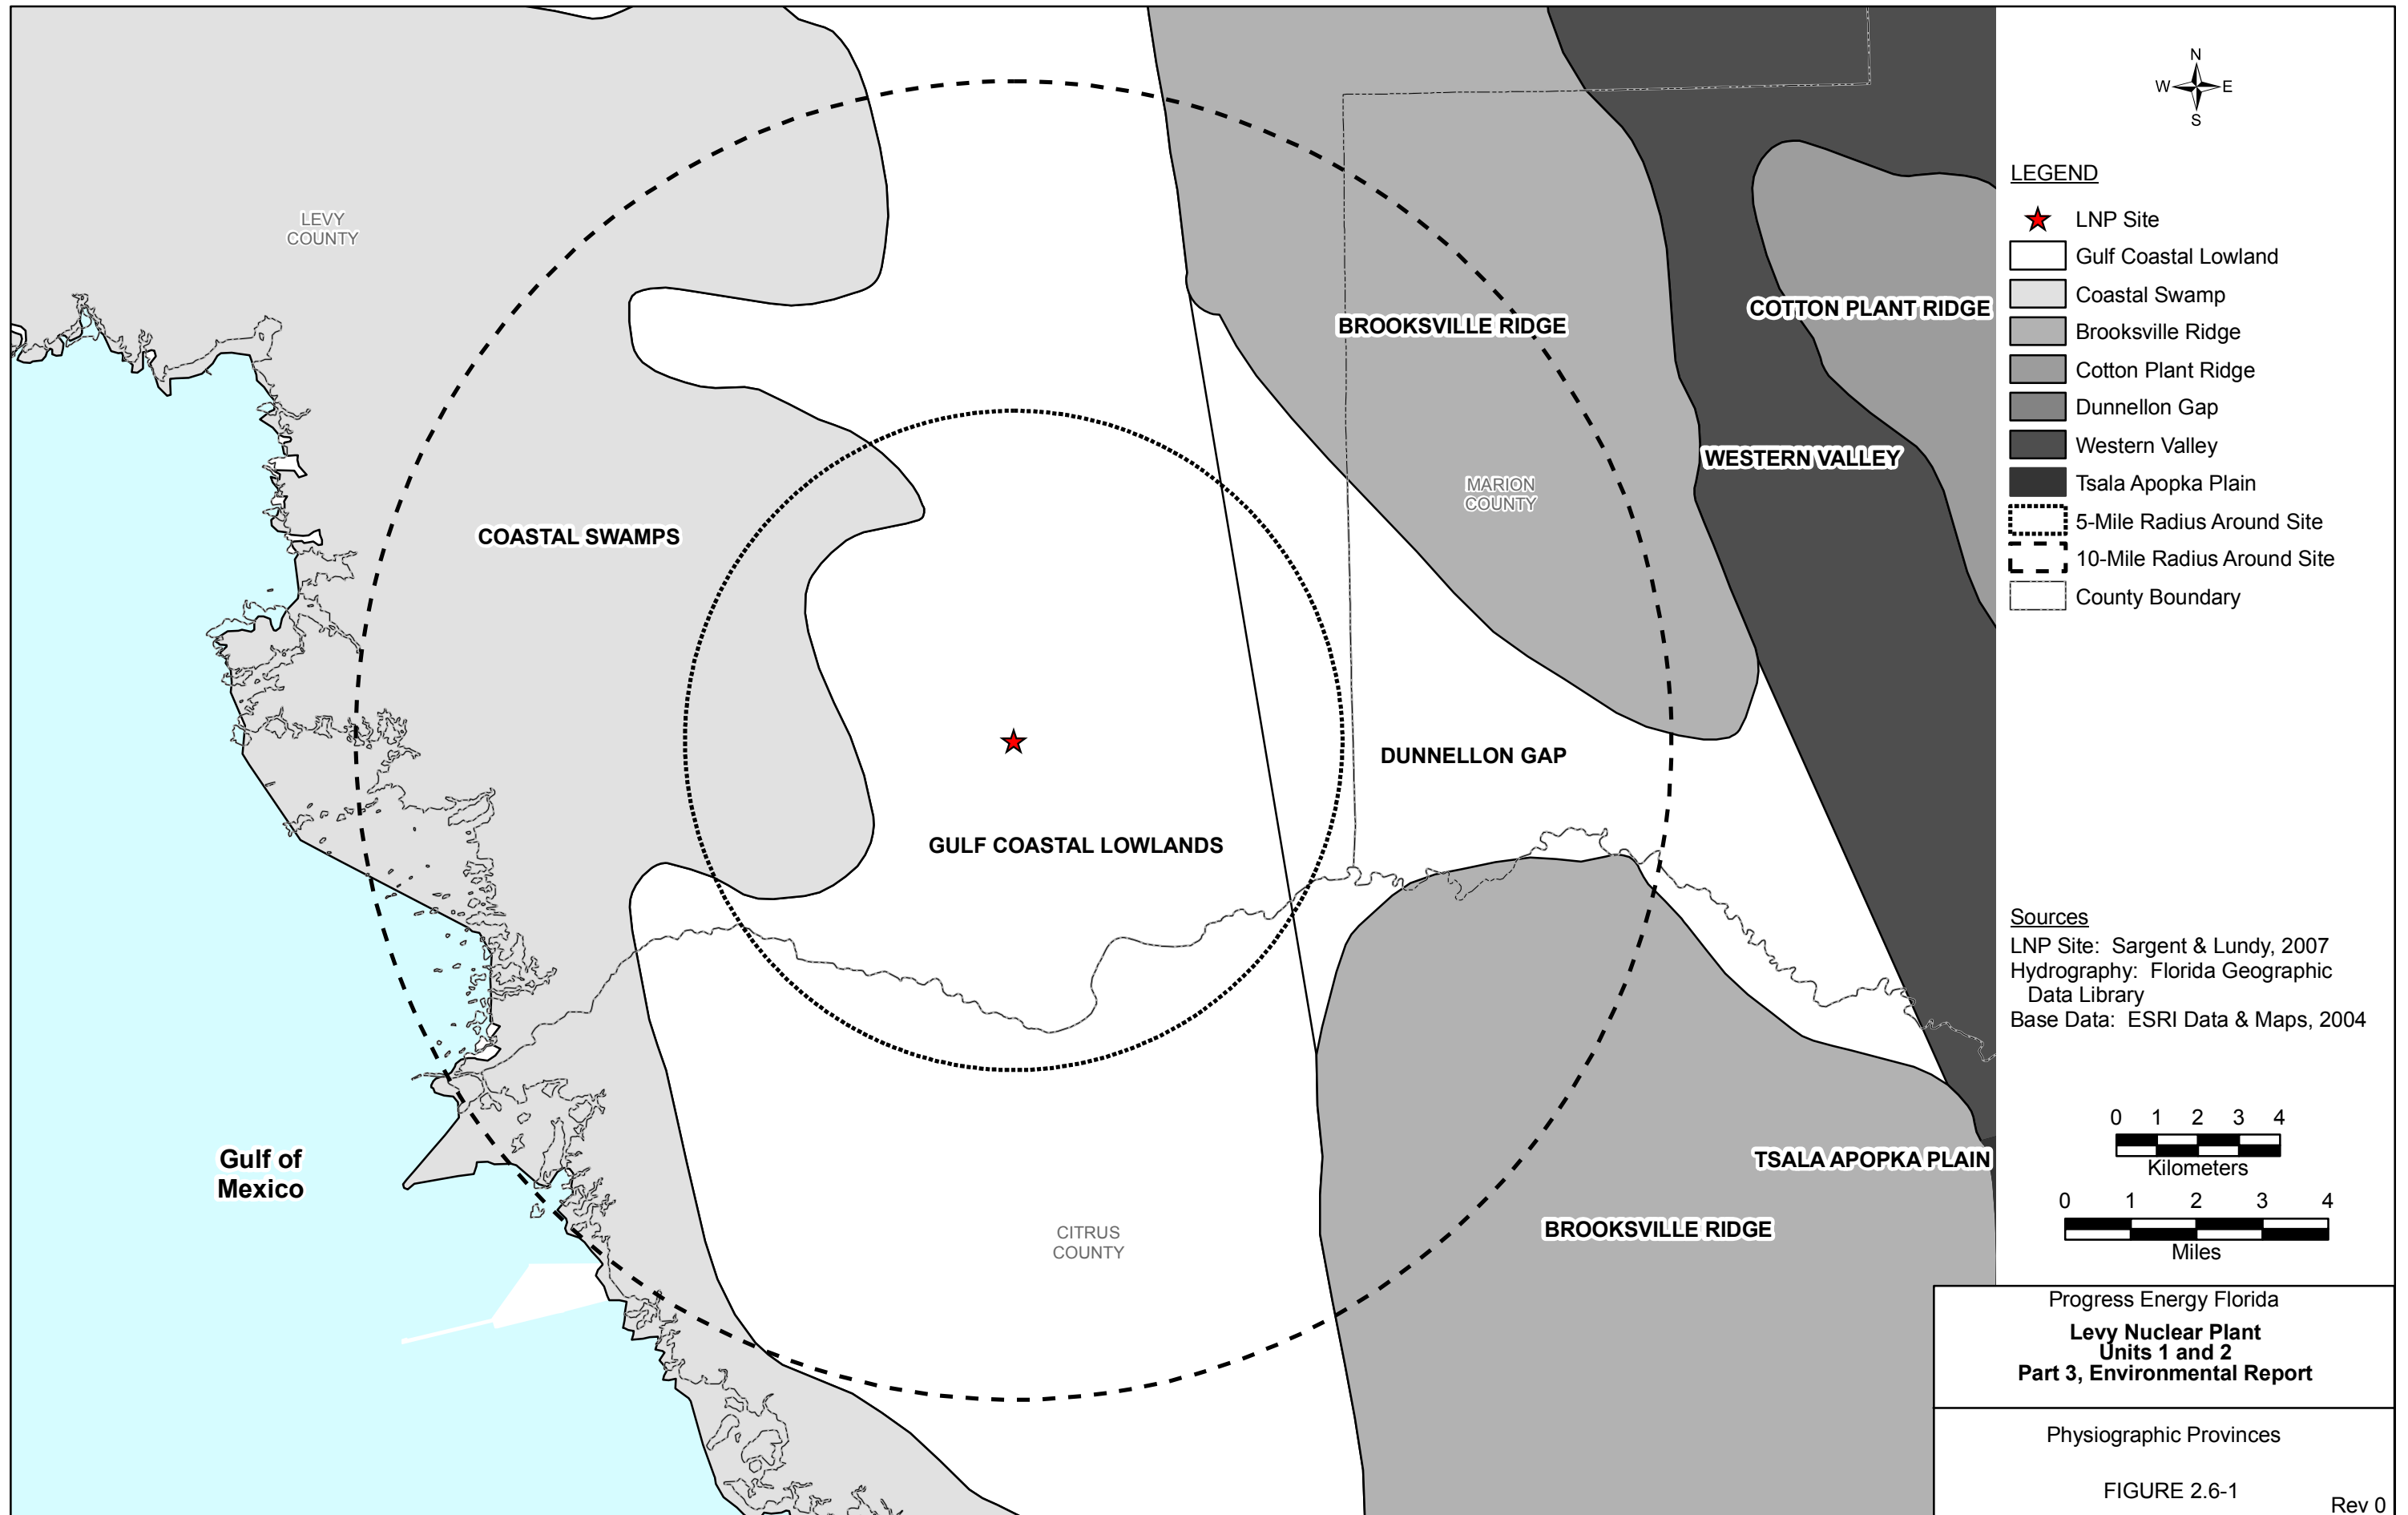 LEVY
COUNTY
BROOKSVILLE RIDGE
COTTON PLANT RIDGE
WESTERN VALLEY
MARION
COUNTY
COASTAL SWAMPS
DUNNELLON GAP
GULF COASTAL LOWLANDS
Gulf of
Mexico
CITRUS
COUNTY
TSALA APOPKA PLAIN
BROOKSVILLE RIDGE
N
W E
S
LEGEND
LNP Site
Gulf Coastal Lowland
Coastal Swamp
Brooksville Ridge
Cotton Plant Ridge
Dunnellon Gap
Western Valley
Tsala Apopka Plain
5-Mile Radius Around Site
10-Mile Radius Around Site
County Boundary
Sources
LNP Site: Sargent & Lundy, 2007
Hydrography: Florida Geographic
Data Library
Base Data: ESRI Data & Maps, 2004
0 1 2 3 4
Kilometers
0 1 2 3 4
Miles
Progress Energy Florida
Levy Nuclear Plant
Units 1 and 2
Part 3, Environmental Report
Physiographic Provinces
FIGURE 2.6-1
Rev 0